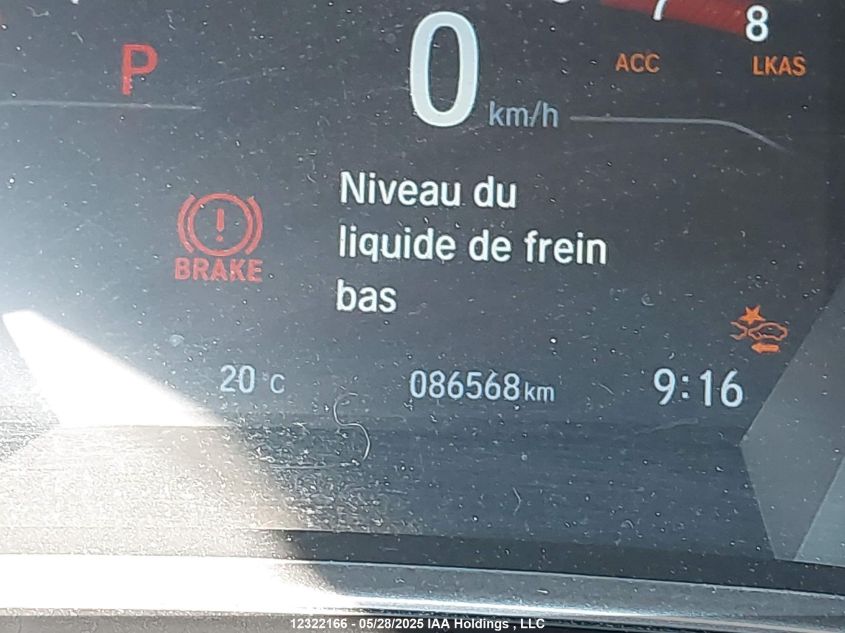 7 8
P 0 km/h ACC LKAS
Niveau du
liquide de frein
bas
BRAKE
20 °C 086568 km 9:16
12322166 - 05/28/2025 IAA Holdings , LLC